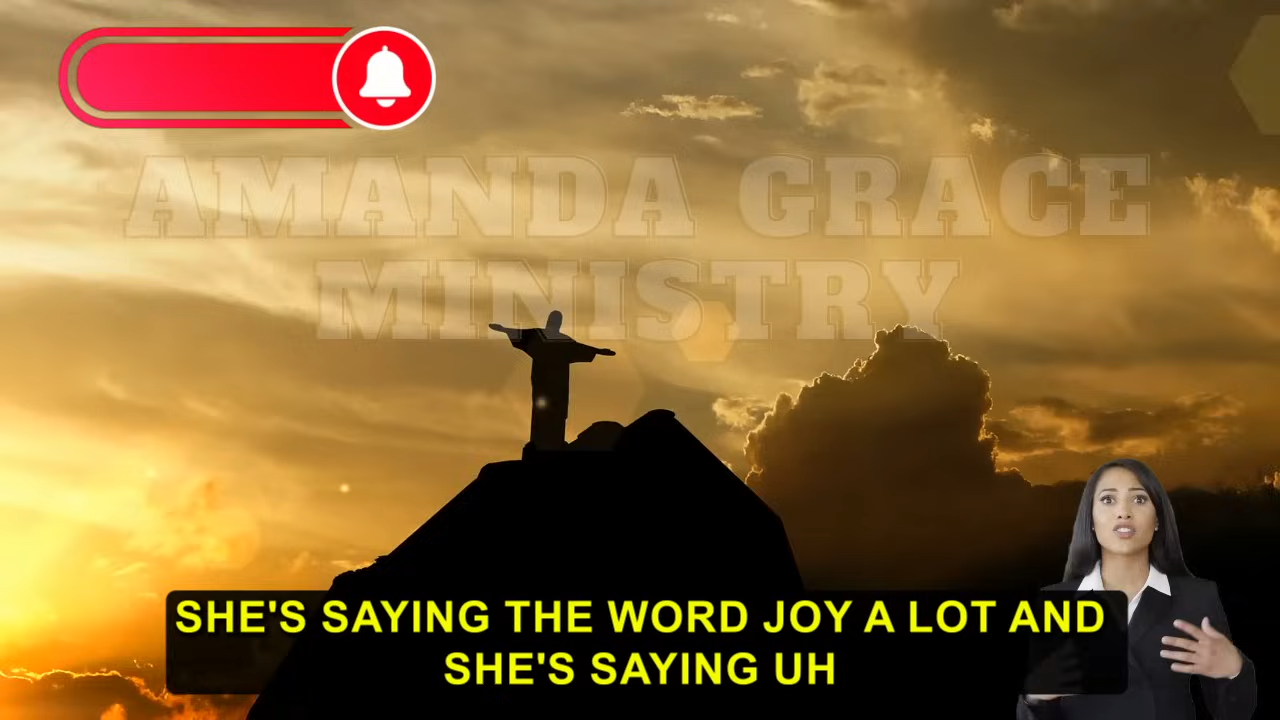 AMANDA GRACE
MINISTRY
SHE'S SAYING THE WORD JOY A LOT AND
SHE'S SAYING UH